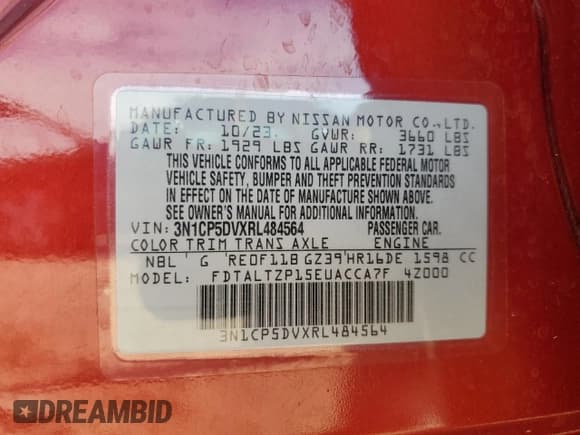 MANUFACTURED BY NISSAN MOTOR CO.,LTD.
DATE: 10/23 GVWR: 3660 LBS
GAWR FR: 1929 LBS GAWR RR: 1731 LBS
THIS VEHICLE CONFORMS TO ALL APPLICABLE FEDERAL MOTOR
VEHICLE SAFETY, BUMPER AND THEFT PREVENTION STANDARDS
IN EFFECT ON THE DATE OF MANUFACTURE SHOWN ABOVE.
SEE OWNER'S MANUAL FOR ADDITIONAL INFORMATION.
VIN: 3N1CP5DVXRL484564 PASSENGER CAR.
COLOR TRIM TRANS AXLE ENGINE
NBL G RE0F11B GZ39 HR16DE 1598 CC
MODEL: FDTALTZP15EUACCA7F 4Z000
3N1CP5DVXRL484564
DREAMBID